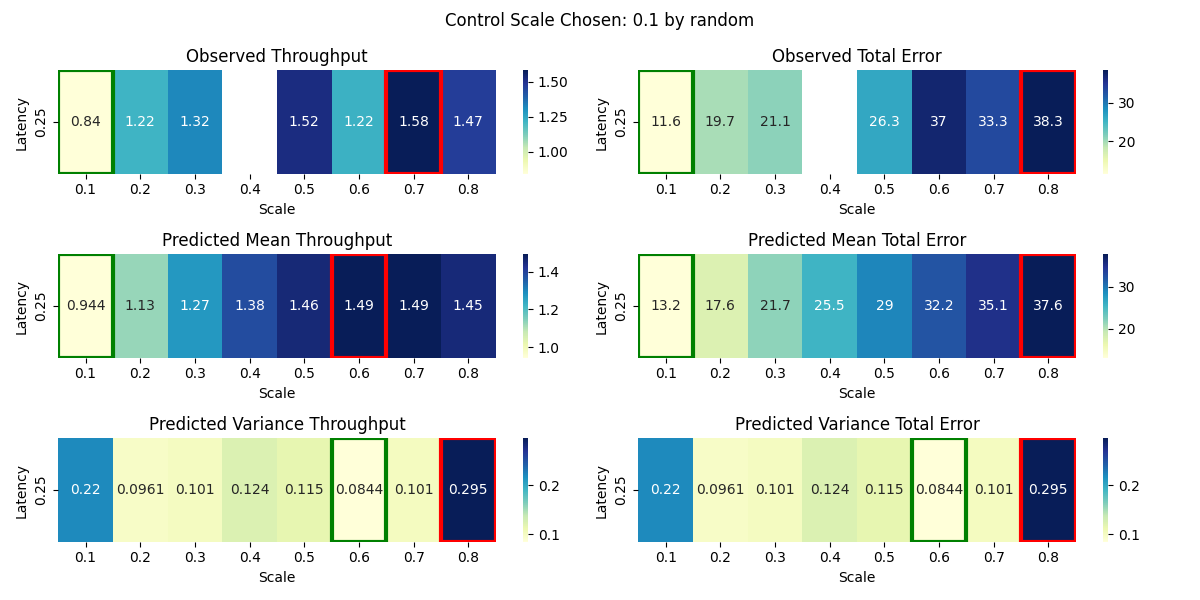 Control Scale Chosen: 0.1 by random
Observed Throughput
Latency
0.25
0.84 1.22 1.32 1.52 1.22 1.58 1.47
0.1 0.2 0.3 0.4 0.5 0.6 0.7 0.8
Scale
1.50
1.25
1.00
Observed Total Error
Latency
0.25
11.6 19.7 21.1 26.3 37 33.3 38.3
0.1 0.2 0.3 0.4 0.5 0.6 0.7 0.8
Scale
30
20
Predicted Mean Throughput
Latency
0.25
0.944 1.13 1.27 1.38 1.46 1.49 1.49 1.45
0.1 0.2 0.3 0.4 0.5 0.6 0.7 0.8
Scale
1.4
1.2
1.0
Predicted Mean Total Error
Latency
0.25
13.2 17.6 21.7 25.5 29 32.2 35.1 37.6
0.1 0.2 0.3 0.4 0.5 0.6 0.7 0.8
Scale
30
20
Predicted Variance Throughput
Latency
0.25
0.22 0.0961 0.101 0.124 0.115 0.0844 0.101 0.295
0.1 0.2 0.3 0.4 0.5 0.6 0.7 0.8
Scale
0.2
0.1
Predicted Variance Total Error
Latency
0.25
0.22 0.0961 0.101 0.124 0.115 0.0844 0.101 0.295
0.1 0.2 0.3 0.4 0.5 0.6 0.7 0.8
Scale
0.2
0.1